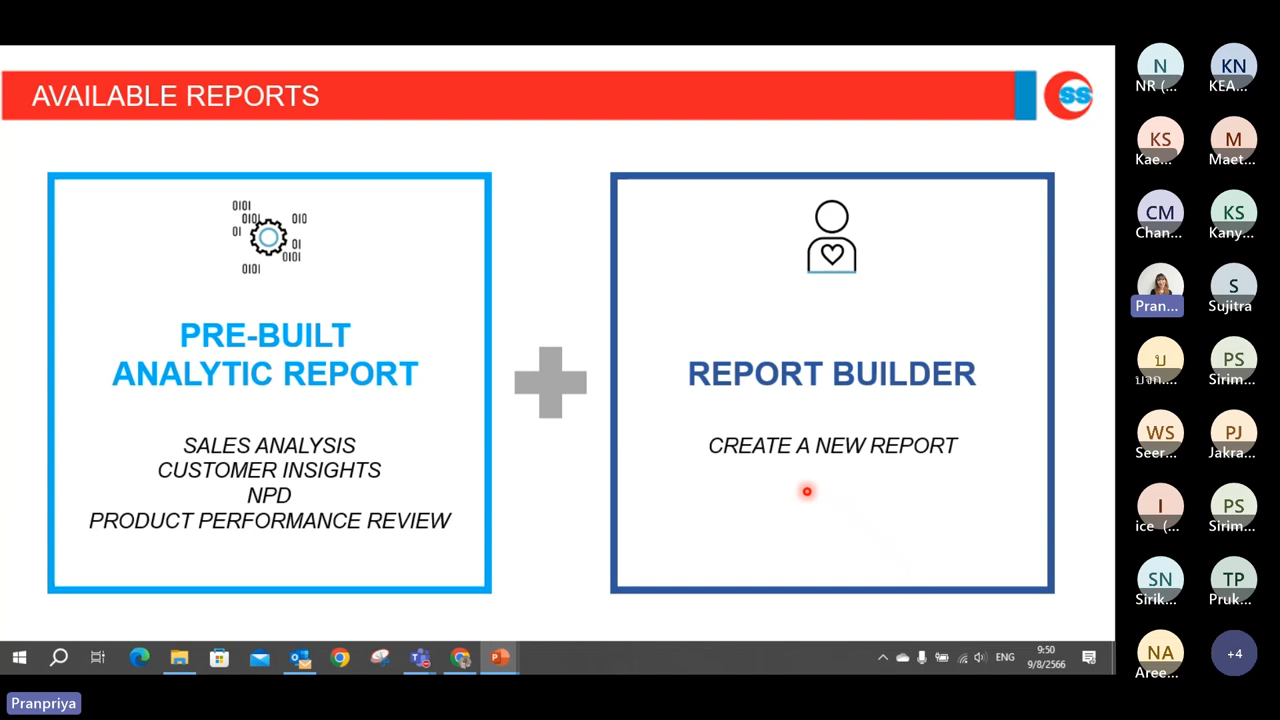 AVAILABLE REPORTS
SS
0101
0101
010
01
01
0101
0101
PRE-BUILT
ANALYTIC REPORT
SALES ANALYSIS
CUSTOMER INSIGHTS
NPD
PRODUCT PERFORMANCE REVIEW
REPORT BUILDER
CREATE A NEW REPORT
N
NR (...
KN
KEA...
KS
Kae...
M
Maet...
CM
Chan...
KS
Kany...
Pran...
S
Sujitra
บ
บจก....
PS
Sirim...
WS
Seer...
PJ
Jakra...
I
ice (...
PS
Sirim...
SN
Sirik...
TP
Pruk...
NA
Aree...
+4
ENG
9:50
9/8/2566
Pranpriya